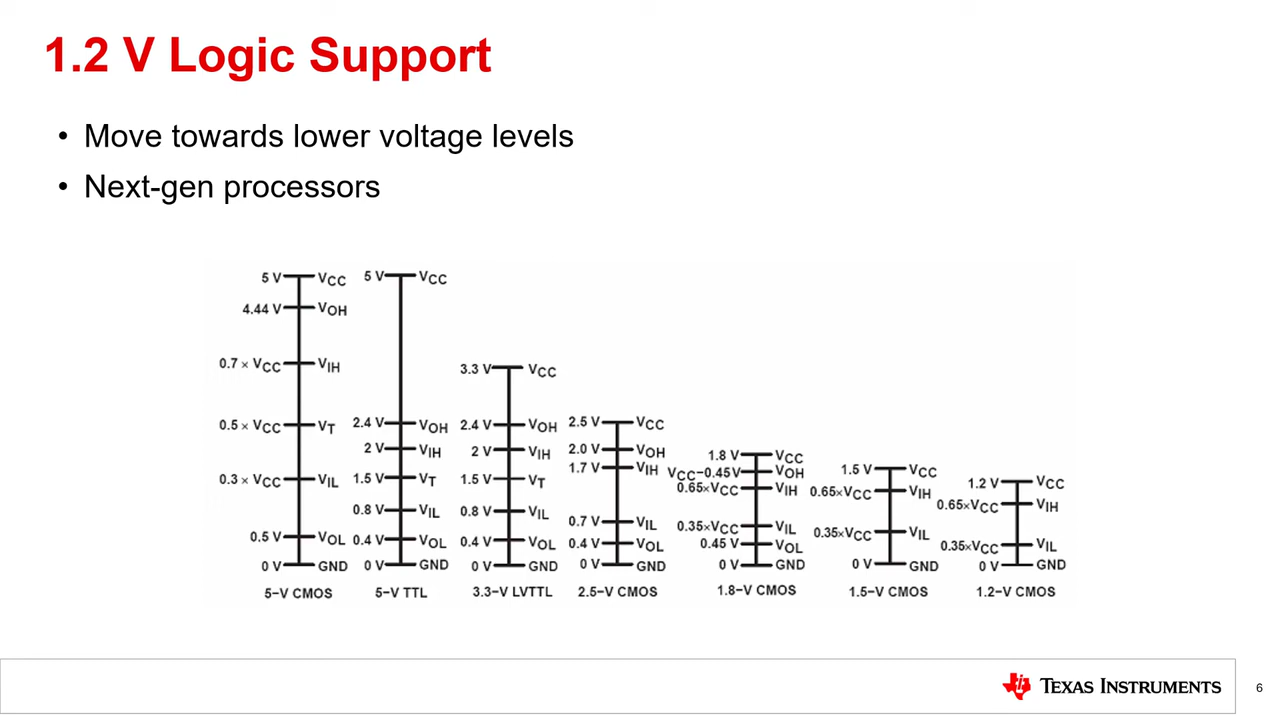 1.2 V Logic Support
• Move towards lower voltage levels
• Next-gen processors
5 V VCC
4.44 V VOH
0.7 × VCC VIH
0.5 × VCC VT
0.3 × VCC VIL
0.5 V VOL
0 V GND
5–V CMOS
5 V VCC
2.4 V VOH
2 V VIH
1.5 V VT
0.8 V VIL
0.4 V VOL
0 V GND
5–V TTL
3.3 V VCC
2.4 V VOH
2 V VIH
1.5 V VT
0.8 V VIL
0.4 V VOL
0 V GND
3.3–V LVTTL
2.5 V VCC
2.0 V VOH
1.7 V VIH
0.7 V VIL
0.4 V VOL
0 V GND
2.5–V CMOS
1.8 V VCC
VCC–0.45 V VOH
0.65×VCC VIH
0.35×VCC VIL
0.45 V VOL
0 V GND
1.8–V CMOS
1.5 V VCC
0.65×VCC VIH
0.35×VCC VIL
0 V GND
1.5–V CMOS
1.2 V VCC
0.65×VCC VIH
0.35×VCC VIL
0 V GND
1.2–V CMOS
TEXAS INSTRUMENTS
6